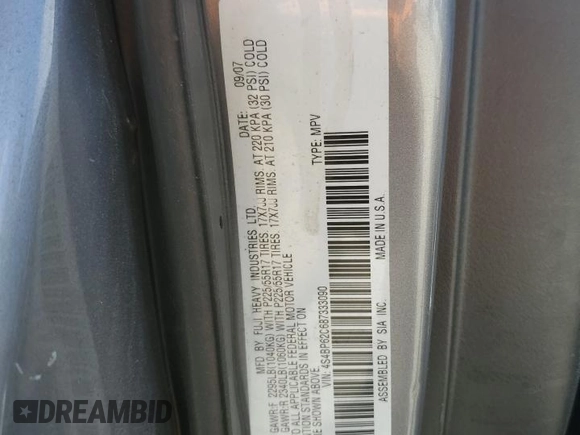 MFD. BY FUJI HEAVY INDUSTRIES LTD. DATE: 09/07
GAWR:F 2295LB(1040KG) WITH P225/55R17 TIRES, 17X7JJ RIMS, AT 220 KPA (32 PSI) COLD
GAWR:R 2340LB(1060KG) WITH P225/55R17 TIRES, 17X7JJ RIMS, AT 210 KPA (30 PSI) COLD
ALL APPLICABLE FEDERAL MOTOR VEHICLE
STANDARDS IN EFFECT ON
SHOWN ABOVE.
VIN: 4S4BP62C687333090 TYPE: MPV
ASSEMBLED BY SIA INC. MADE IN U.S.A.
DREAMBID